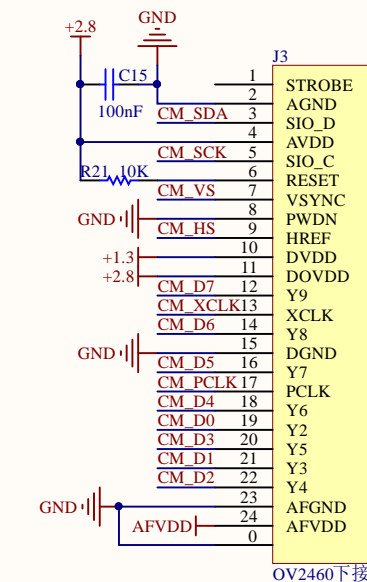 +2.8
GND
C15
100nF
J3
1 STROBE
2 AGND
CM_SDA 3 SIO_D
4 AVDD
CM_SCK 5 SIO_C
R21 10K 6 RESET
CM_VS 7 VSYNC
GND 8 PWDN
CM_HS 9 HREF
+1.3 10 DVDD
+2.8 11 DOVDD
CM_D7 12 Y9
CM_XCLK 13 XCLK
CM_D6 14 Y8
GND 15 DGND
CM_D5 16 Y7
CM_PCLK 17 PCLK
CM_D4 18 Y6
CM_D0 19 Y2
CM_D3 20 Y5
CM_D1 21 Y3
CM_D2 22 Y4
GND 23 AFGND
AFVDD 24 AFVDD
0
OV2460下接